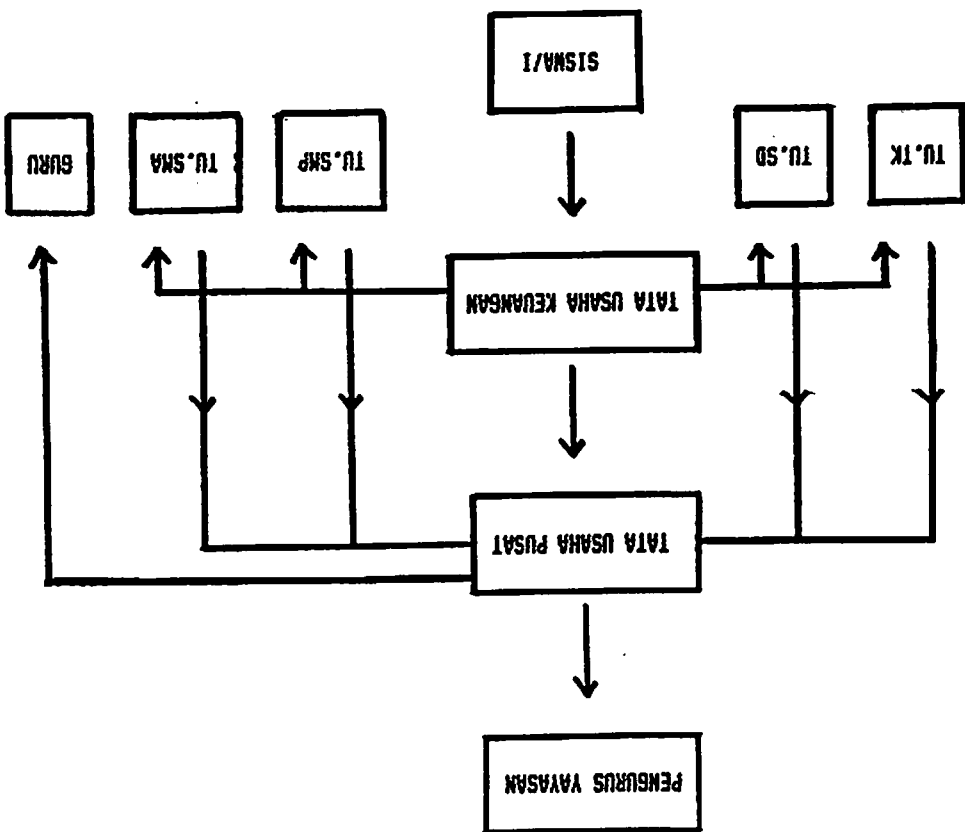 PENGURUS YAYASAN
TATA USAHA PUSAT
TATA USAHA KEUANGAN
TU.TK
TU.SD
TU.SMP
TU.SMA
GURU
SISWA/I